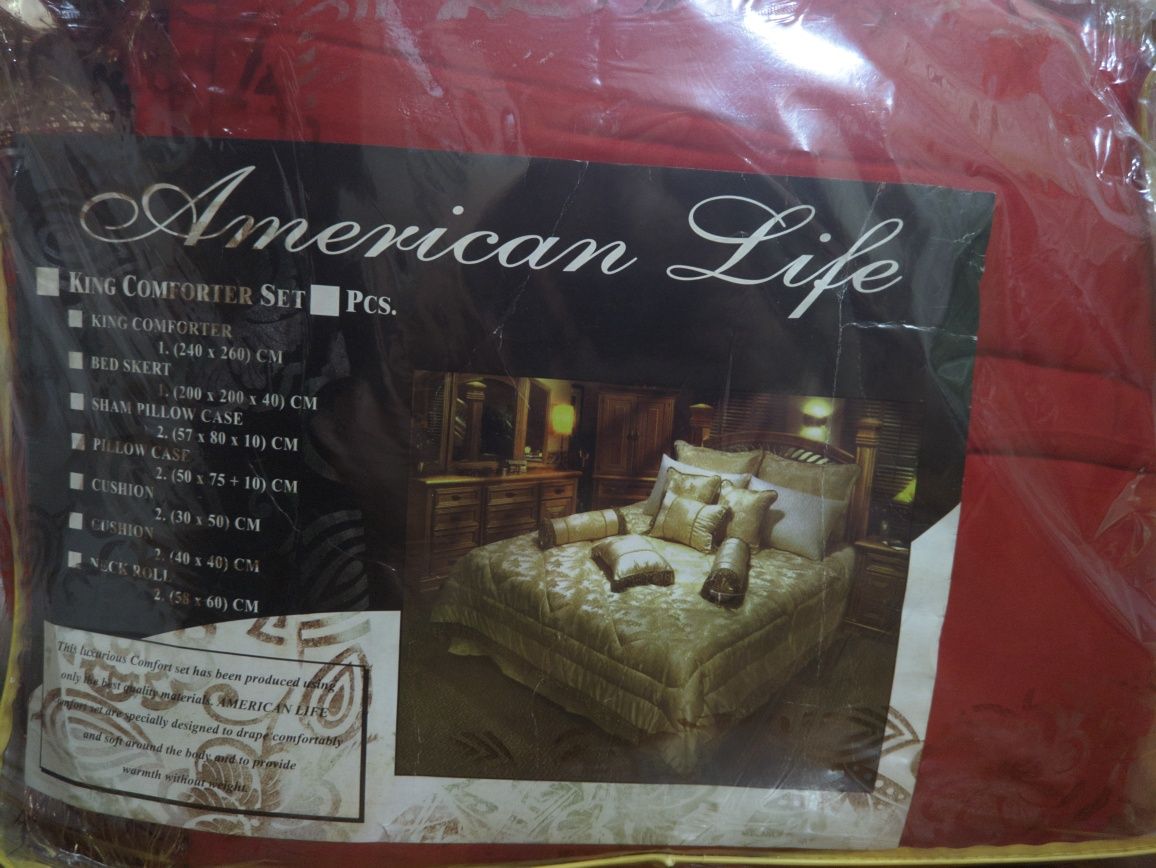 American Life
KING COMFORTER SET PCS.
KING COMFORTER
1. (240 x 260) CM
BED SKERT
1. (200 x 200 x 40) CM
SHAM PILLOW CASE
2. (57 x 80 x 10) CM
PILLOW CASE
2. (50 x 75 + 10) CM
CUSHION
2. (30 x 50) CM
CUSHION
2. (40 x 40) CM
NECK ROLL
2. (58 x 60) CM
This luxurious Comfort set has been produced using
only the best quality materials. AMERICAN LIFE
set are specially designed to drape comfortably
and soft around the body and to provide
warmth without weight.